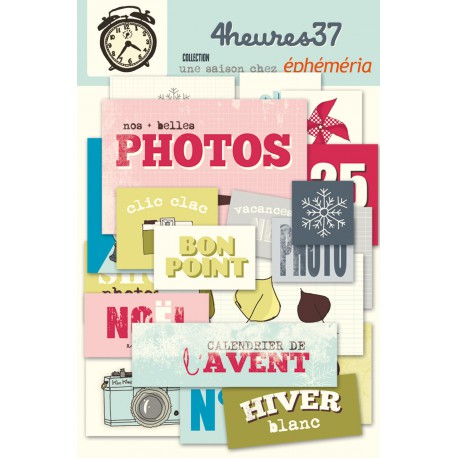 4heures37
COLLECTION
une saison chez éphéméria
nos + belles
PHOTOS
25
clic clac
vacances
BON
POINT
PHOTO
photos
NOËL
CALENDRIER DE
l'AVENT
N°
HIVER
blanc